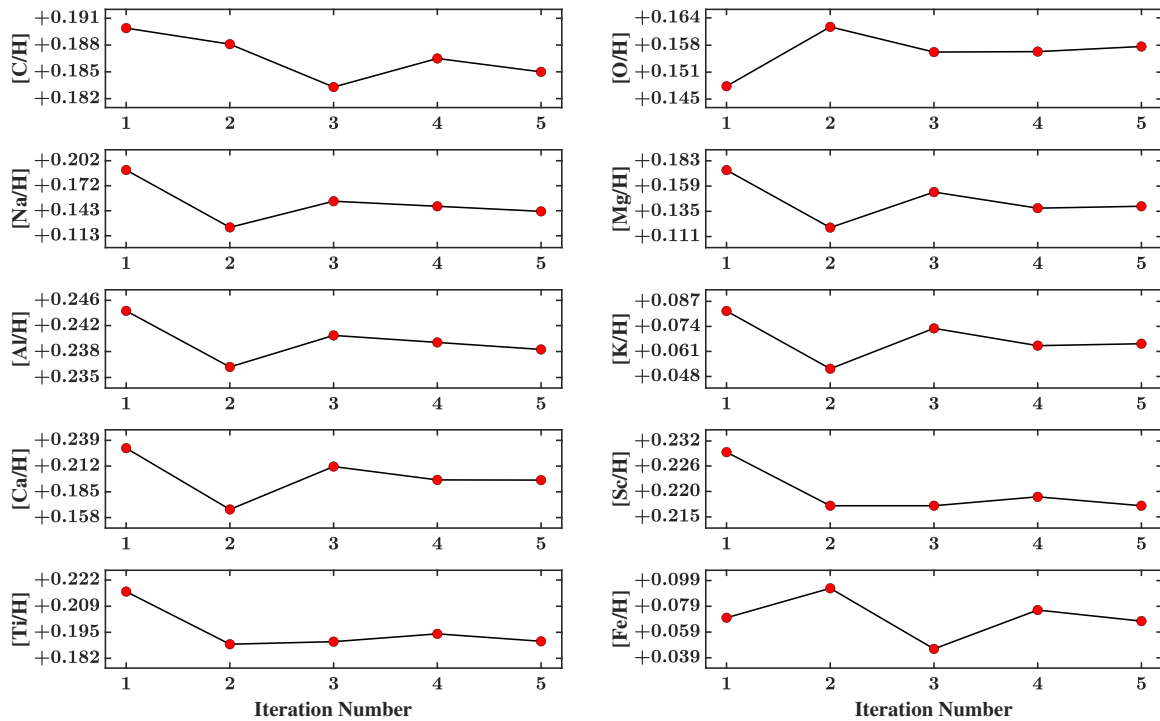 [C/H]
+0.191
+0.188
+0.185
+0.182
1 2 3 4 5
[O/H]
+0.164
+0.158
+0.151
+0.145
1 2 3 4 5
[Na/H]
+0.202
+0.172
+0.143
+0.113
1 2 3 4 5
[Mg/H]
+0.183
+0.159
+0.135
+0.111
1 2 3 4 5
[Al/H]
+0.246
+0.242
+0.238
+0.235
1 2 3 4 5
[K/H]
+0.087
+0.074
+0.061
+0.048
1 2 3 4 5
[Ca/H]
+0.239
+0.212
+0.185
+0.158
1 2 3 4 5
[Sc/H]
+0.232
+0.226
+0.220
+0.215
1 2 3 4 5
[Ti/H]
+0.222
+0.209
+0.195
+0.182
1 2 3 4 5
Iteration Number
[Fe/H]
+0.099
+0.079
+0.059
+0.039
1 2 3 4 5
Iteration Number